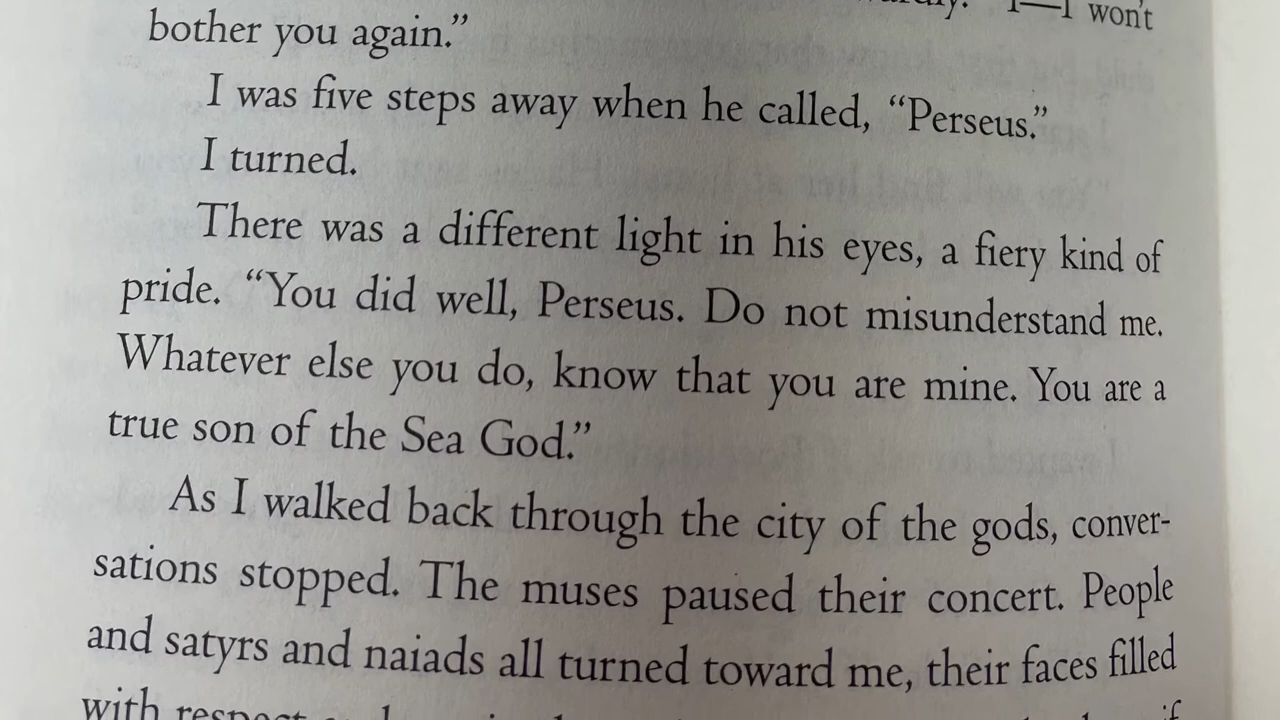 I—I won't
bother you again.”
I was five steps away when he called, “Perseus.”
I turned.
There was a different light in his eyes, a fiery kind of
pride. “You did well, Perseus. Do not misunderstand me.
Whatever else you do, know that you are mine. You are a
true son of the Sea God.”
As I walked back through the city of the gods, conver-
sations stopped. The muses paused their concert. People
and satyrs and naiads all turned toward me, their faces filled
with respect